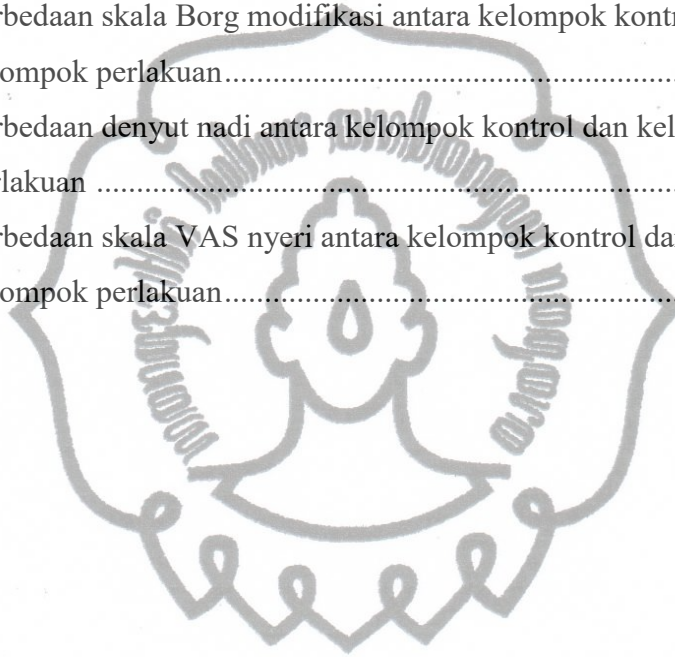 rbedaan skala Borg modifikasi antara kelompok kontr
ompok perlakuan
rbedaan denyut nadi antara kelompok kontrol dan kel
rlakuan
rbedaan skala VAS nyeri antara kelompok kontrol da
ompok perlakuan